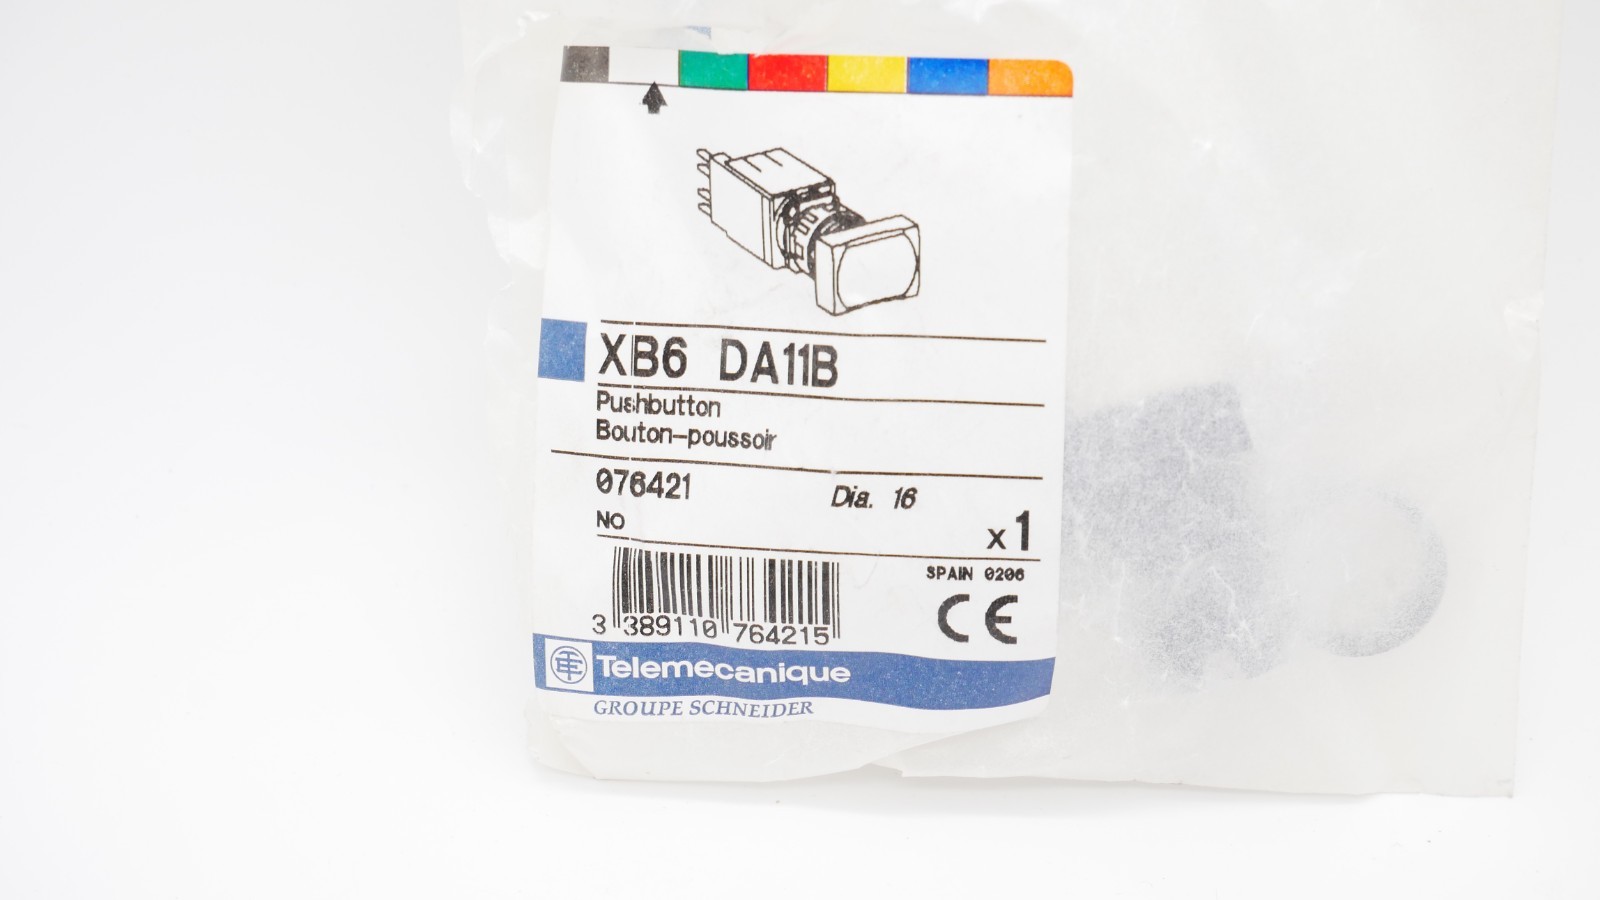 XB6 DA11B
Pushbutton
Bouton-poussoir
076421
Dia. 16
NO
x1
SPAIN 0206
CE
3 389110 764215
Telemecanique
GROUPE SCHNEIDER